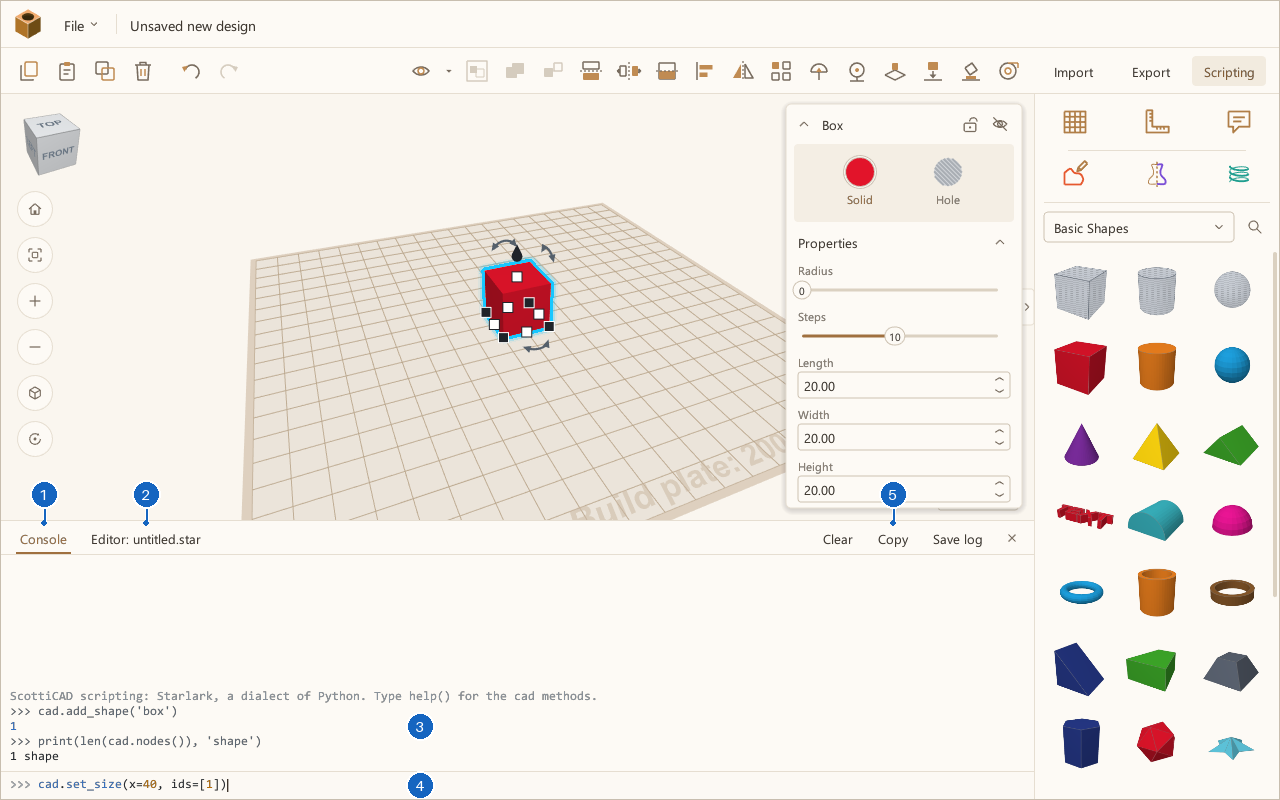 File
Unsaved new design
Import
Export
Scripting
TOP
FRONT
Box
Solid
Hole
Properties
Radius
0
Steps
10
Length
20.00
Width
20.00
Height
20.00
Build plate: 200
Basic Shapes
1
2
5
Console
Editor: untitled.star
Clear
Copy
Save log
ScottiCAD scripting: Starlark, a dialect of Python. Type help() for the cad methods.
>>> cad.add_shape('box')
1
3
>>> print(len(cad.nodes()), 'shape')
1 shape
>>> cad.set_size(x=40, ids=[1])
4